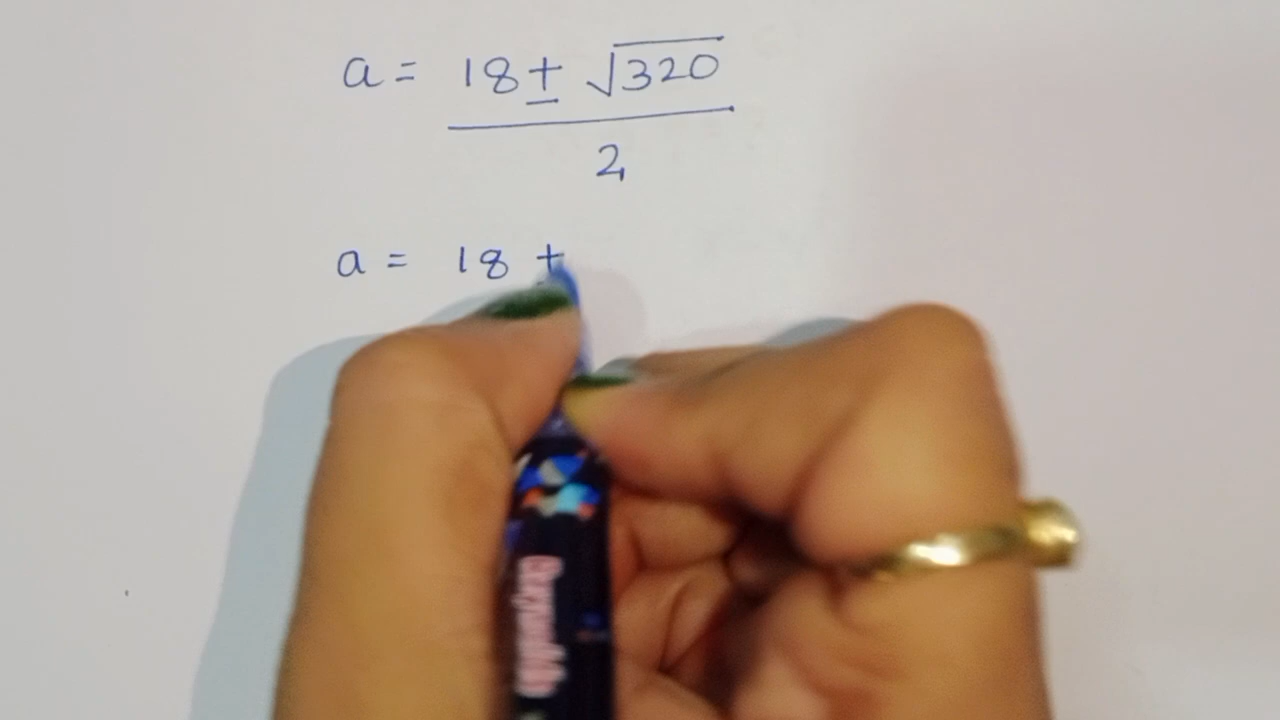 a = 18 ± √320
2
a = 18 ±